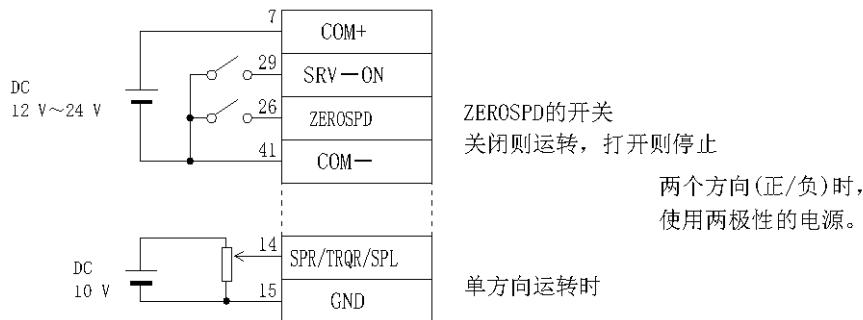 7
COM+
29
SRV-ON
DC
12 V~24 V
26
ZEROSPD
ZEROSPD的开关
关闭则运转，打开则停止
41
COM-
两个方向(正/负)时，
使用两极性的电源。
14
SPR/TRQR/SPL
DC
10 V
单方向运转时
15
GND